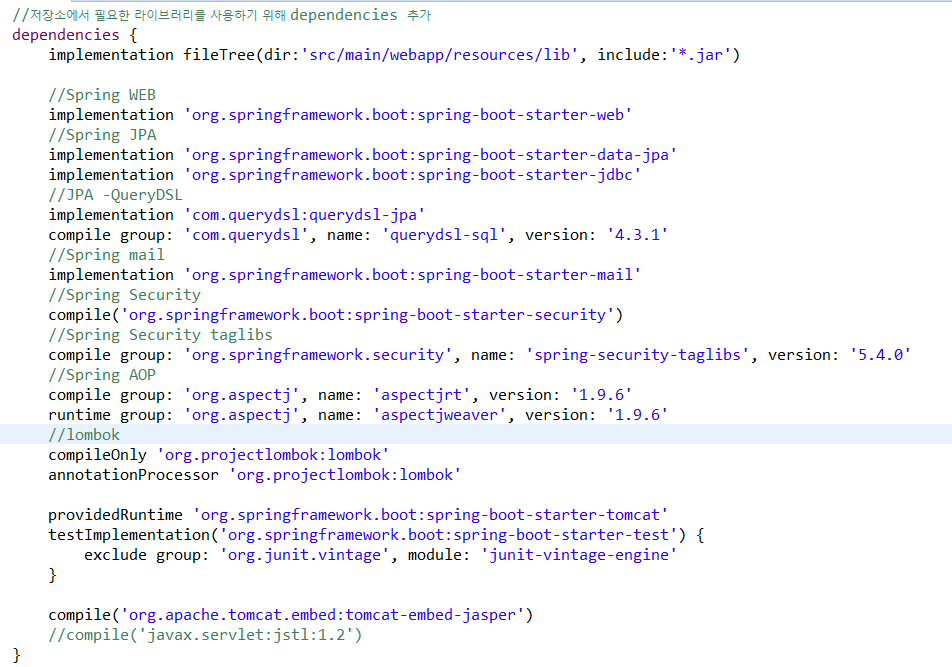 //저장소에서 필요한 라이브러리를 사용하기 위해 dependencies 추가
dependencies {
    implementation fileTree(dir:'src/main/webapp/resources/lib', include:'*.jar')

    //Spring WEB
    implementation 'org.springframework.boot:spring-boot-starter-web'
    //Spring JPA
    implementation 'org.springframework.boot:spring-boot-starter-data-jpa'
    implementation 'org.springframework.boot:spring-boot-starter-jdbc'
    //JPA -QueryDSL
    implementation 'com.querydsl:querydsl-jpa'
    compile group: 'com.querydsl', name: 'querydsl-sql', version: '4.3.1'
    //Spring mail
    implementation 'org.springframework.boot:spring-boot-starter-mail'
    //Spring Security
    compile('org.springframework.boot:spring-boot-starter-security')
    //Spring Security taglibs
    compile group: 'org.springframework.security', name: 'spring-security-taglibs', version: '5.4.0'
    //Spring AOP
    compile group: 'org.aspectj', name: 'aspectjrt', version: '1.9.6'
    runtime group: 'org.aspectj', name: 'aspectjweaver', version: '1.9.6'
    //lombok
    compileOnly 'org.projectlombok:lombok'
    annotationProcessor 'org.projectlombok:lombok'

    providedRuntime 'org.springframework.boot:spring-boot-starter-tomcat'
    testImplementation('org.springframework.boot:spring-boot-starter-test') {
        exclude group: 'org.junit.vintage', module: 'junit-vintage-engine'
    }

    compile('org.apache.tomcat.embed:tomcat-embed-jasper')
    //compile('javax.servlet:jstl:1.2')
}